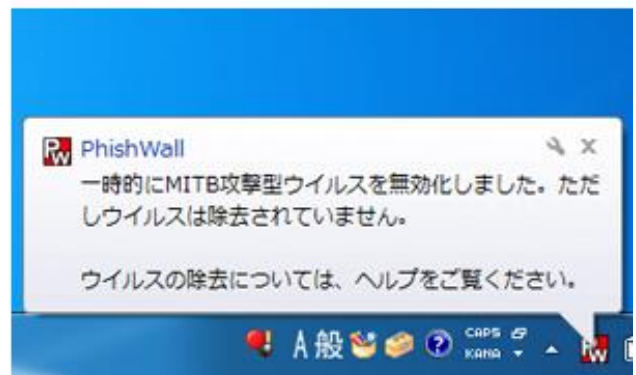 PhishWall
一時的にMITB攻撃型ウイルスを無効化しました。ただ
しウイルスは除去されていません。
ウイルスの除去については、ヘルプをご覧ください。
A 般 CAPS
KANA